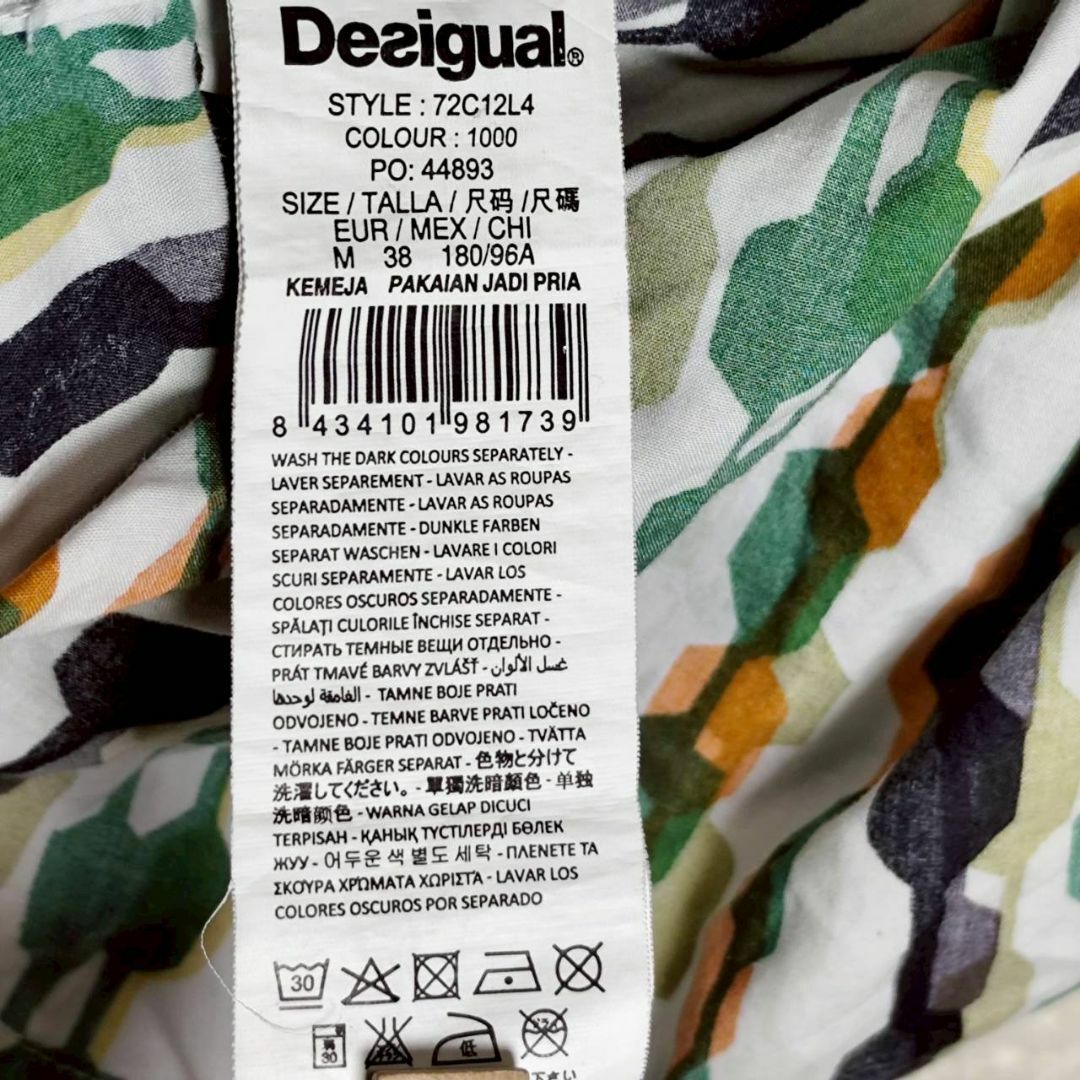 Desigual®
STYLE : 72C12L4
COLOUR : 1000
PO: 44893
SIZE / TALLA / 尺码 /尺碼
EUR / MEX / CHI
M 38 180/96A
KEMEJA PAKAIAN JADI PRIA
8 434101 981739
WASH THE DARK COLOURS SEPARATELY -
LAVER SEPAREMENT - LAVAR AS ROUPAS
SEPARADAMENTE - LAVAR AS ROUPAS
SEPARADAMENTE - DUNKLE FARBEN
SEPARAT WASCHEN - LAVARE I COLORI
SCURI SEPARAMENTE - LAVAR LOS
COLORES OSCUROS SEPARADAMENTE -
SPĂLAȚI CULORILE ÎNCHISE SEPARAT -
СТИРАТЬ ТЕМНЫЕ ВЕЩИ ОТДЕЛЬНО -
PRÁT TMAVÉ BARVY ZVLÁŠŤ - غسل الألوان
الغامقة لوحدها - TAMNE BOJE PRATI
ODVOJENO - TEMNE BARVE PRATI LOČENO
- TAMNE BOJE PRATI ODVOJENO - TVÄTTA
MÖRKA FÄRGER SEPARAT - 色物と分けて
洗濯してください。- 單獨洗暗顏色 - 单独
洗暗颜色 - WARNA GELAP DICUCI
TERPISAH - ҚАНЫҚ ТҮСТІЛЕРДІ БӨЛЕК
ЖУУ - 어두운 색 별도 세탁 - ΠΛΕΝΕΤΕ ΤΑ
ΣΚΟΥΡΑ ΧΡΩΜΑΤΑ ΧΩΡΙΣΤΑ - LAVAR LOS
COLORES OSCUROS POR SEPARADO
30
30 低
下さい